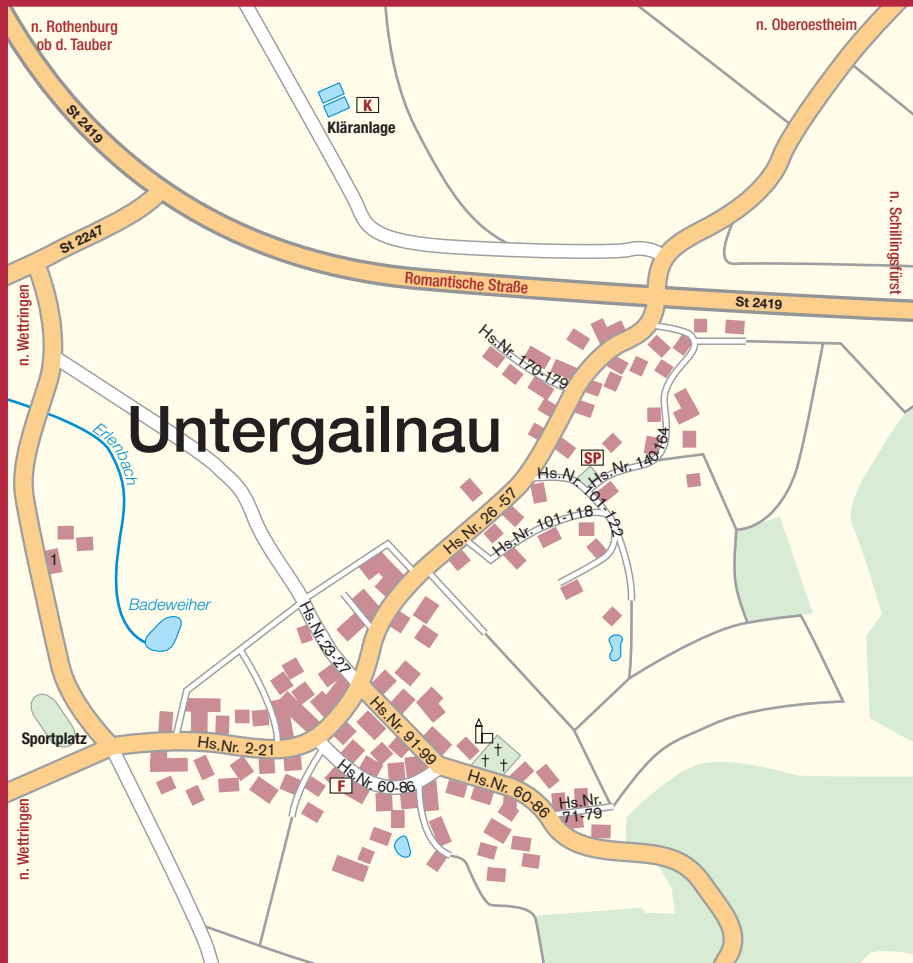 n. Rothenburg
ob d. Tauber
n. Oberoestheim
K
Kläranlage
St 2419
St 2247
n. Schillingsfürst
Romantische Straße
St 2419
n. Wettringen
Hs.Nr. 170-179
Untergailnau
Erlenbach
SP
Hs.Nr. 140-164
Hs.Nr. 101-122
Hs.Nr. 26 -57
Hs.Nr. 101-118
1
Badeweiher
Hs.Nr.23-27
Sportplatz
Hs.Nr. 2-21
Hs.Nr. 91-99
Hs.Nr. 60-86
F
Hs.Nr. 60-86
Hs.Nr.
71-79
n. Wettringen